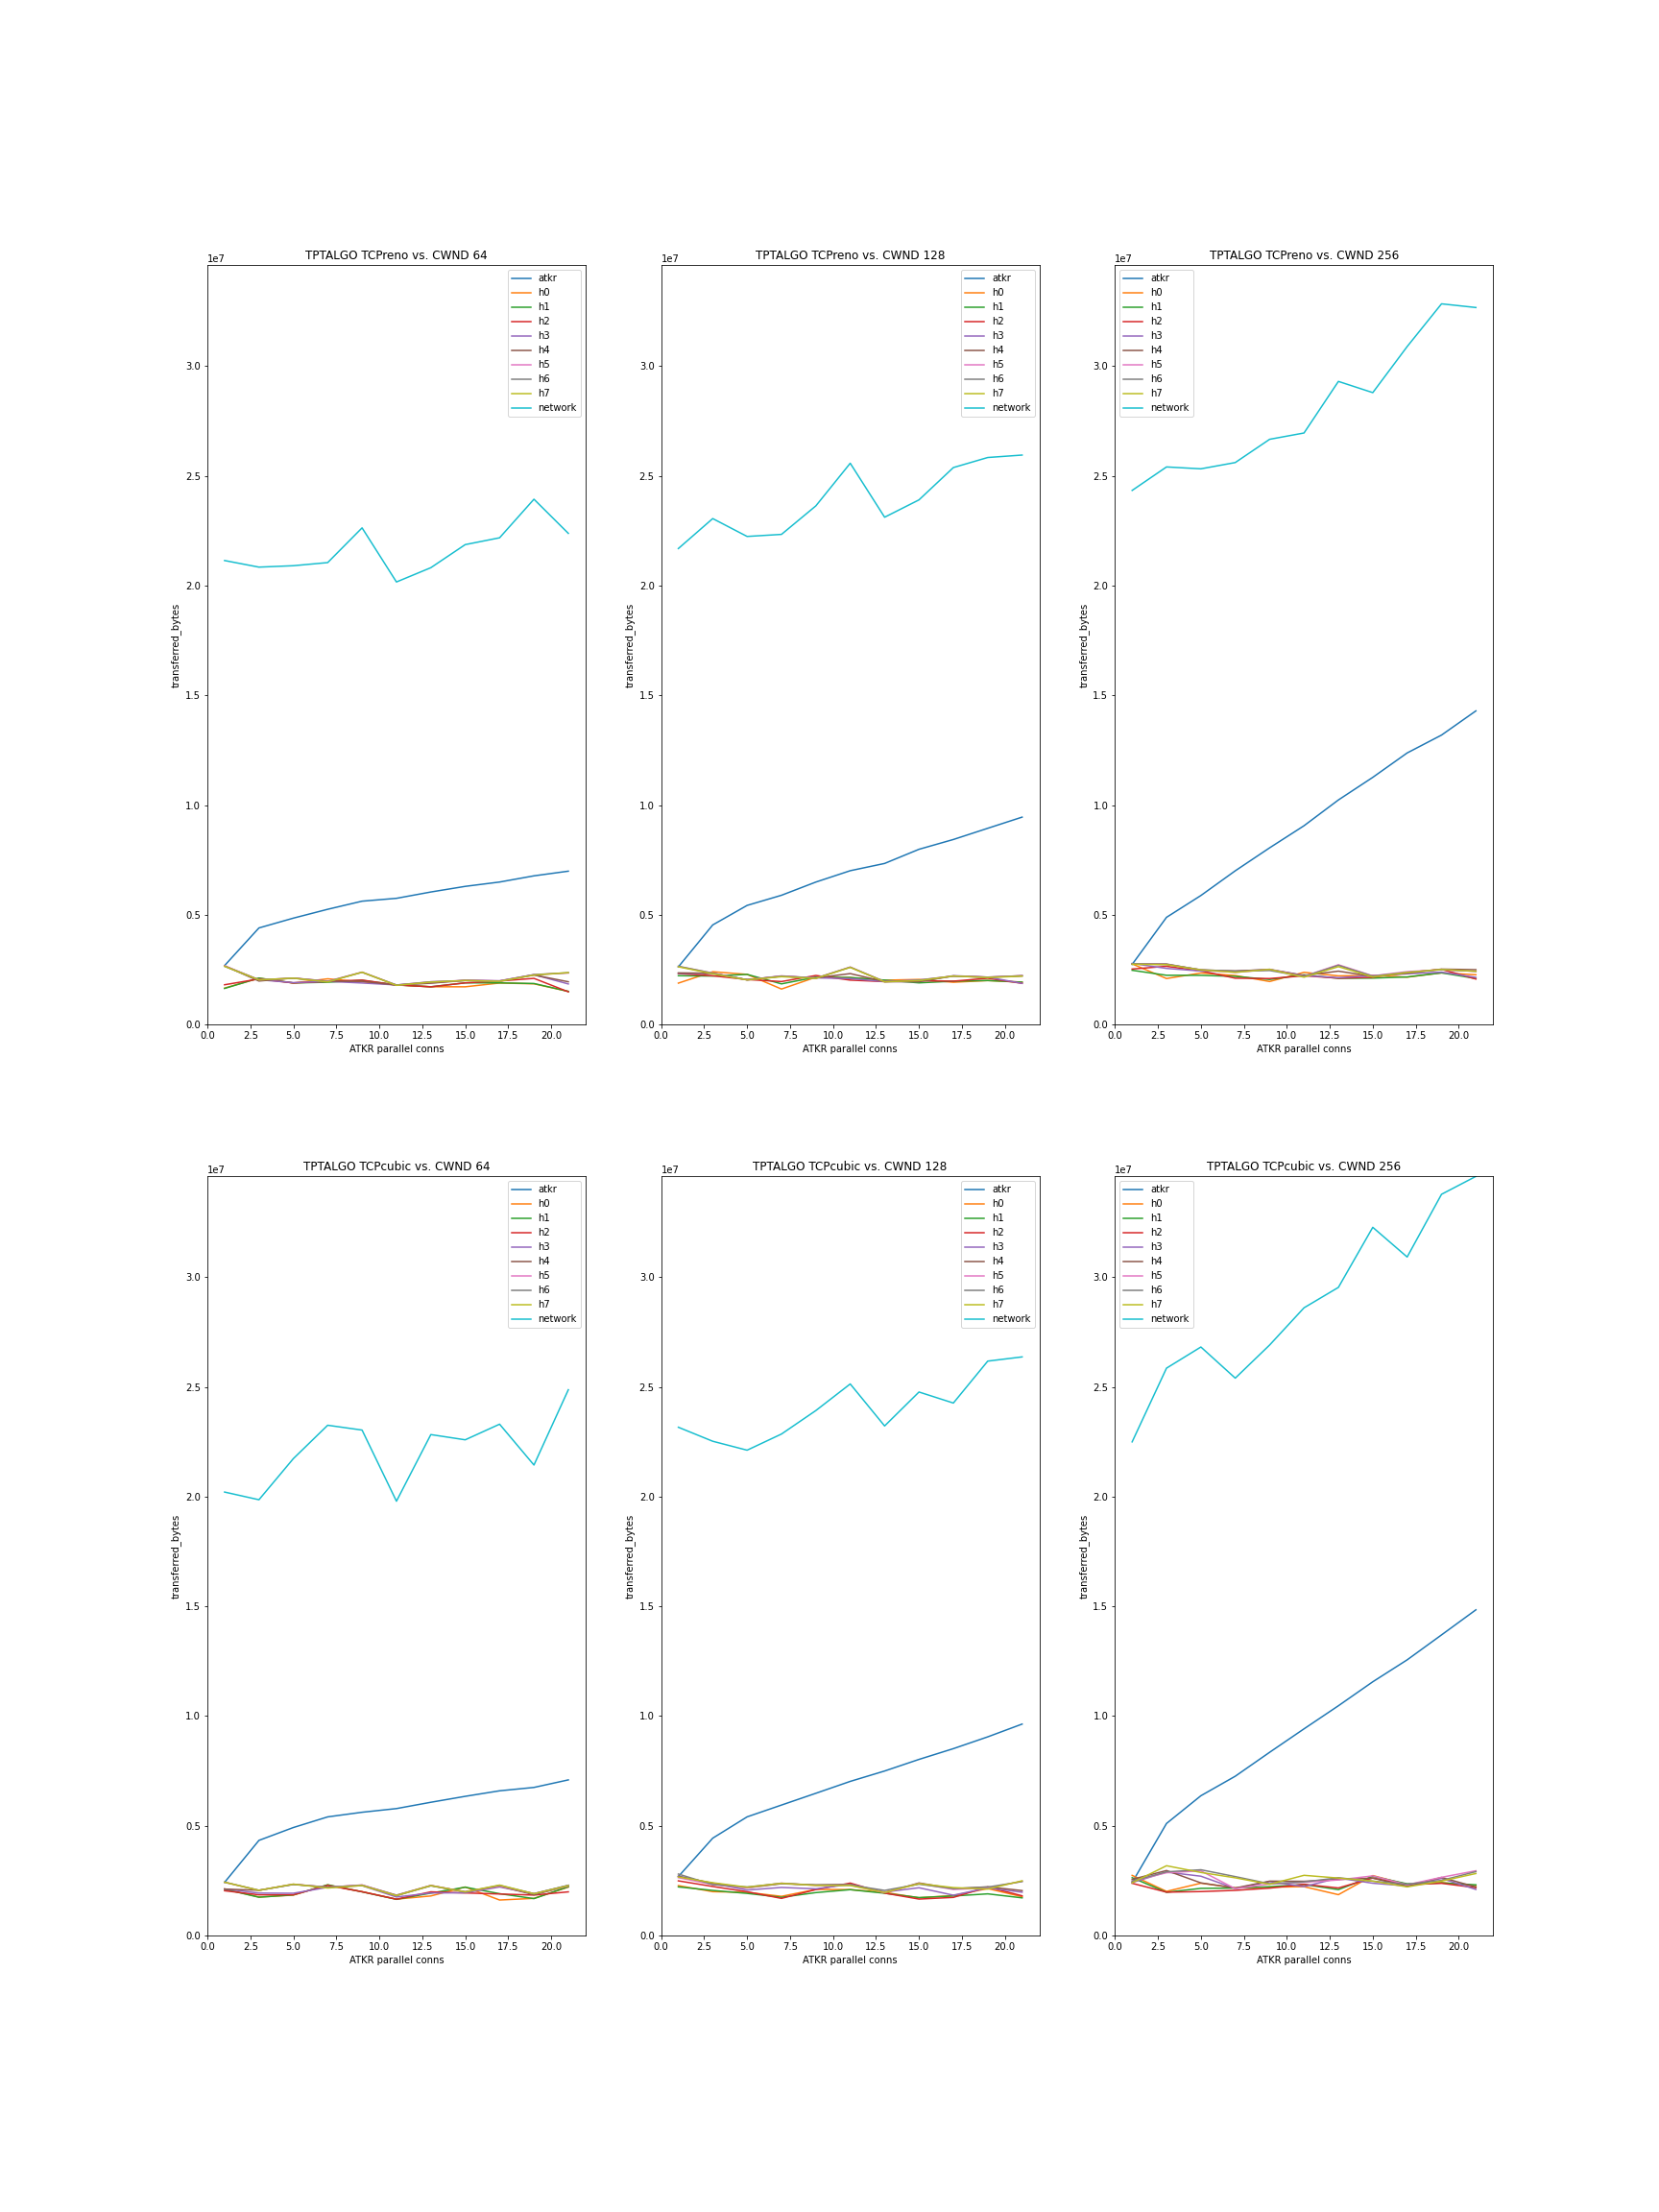 TPTALGO TCPreno vs. CWND 64
1e7
atkr
h0
h1
h2
h3
h4
h5
h6
h7
network
3.0
2.5
2.0
1.5
1.0
0.5
0.0
transferred_bytes
0.0 2.5 5.0 7.5 10.0 12.5 15.0 17.5 20.0
ATKR parallel conns
TPTALGO TCPreno vs. CWND 128
1e7
atkr
h0
h1
h2
h3
h4
h5
h6
h7
network
3.0
2.5
2.0
1.5
1.0
0.5
0.0
transferred_bytes
0.0 2.5 5.0 7.5 10.0 12.5 15.0 17.5 20.0
ATKR parallel conns
TPTALGO TCPreno vs. CWND 256
1e7
atkr
h0
h1
h2
h3
h4
h5
h6
h7
network
3.0
2.5
2.0
1.5
1.0
0.5
0.0
transferred_bytes
0.0 2.5 5.0 7.5 10.0 12.5 15.0 17.5 20.0
ATKR parallel conns
TPTALGO TCPcubic vs. CWND 64
1e7
atkr
h0
h1
h2
h3
h4
h5
h6
h7
network
3.0
2.5
2.0
1.5
1.0
0.5
0.0
transferred_bytes
0.0 2.5 5.0 7.5 10.0 12.5 15.0 17.5 20.0
ATKR parallel conns
TPTALGO TCPcubic vs. CWND 128
1e7
atkr
h0
h1
h2
h3
h4
h5
h6
h7
network
3.0
2.5
2.0
1.5
1.0
0.5
0.0
transferred_bytes
0.0 2.5 5.0 7.5 10.0 12.5 15.0 17.5 20.0
ATKR parallel conns
TPTALGO TCPcubic vs. CWND 256
1e7
atkr
h0
h1
h2
h3
h4
h5
h6
h7
network
3.0
2.5
2.0
1.5
1.0
0.5
0.0
transferred_bytes
0.0 2.5 5.0 7.5 10.0 12.5 15.0 17.5 20.0
ATKR parallel conns